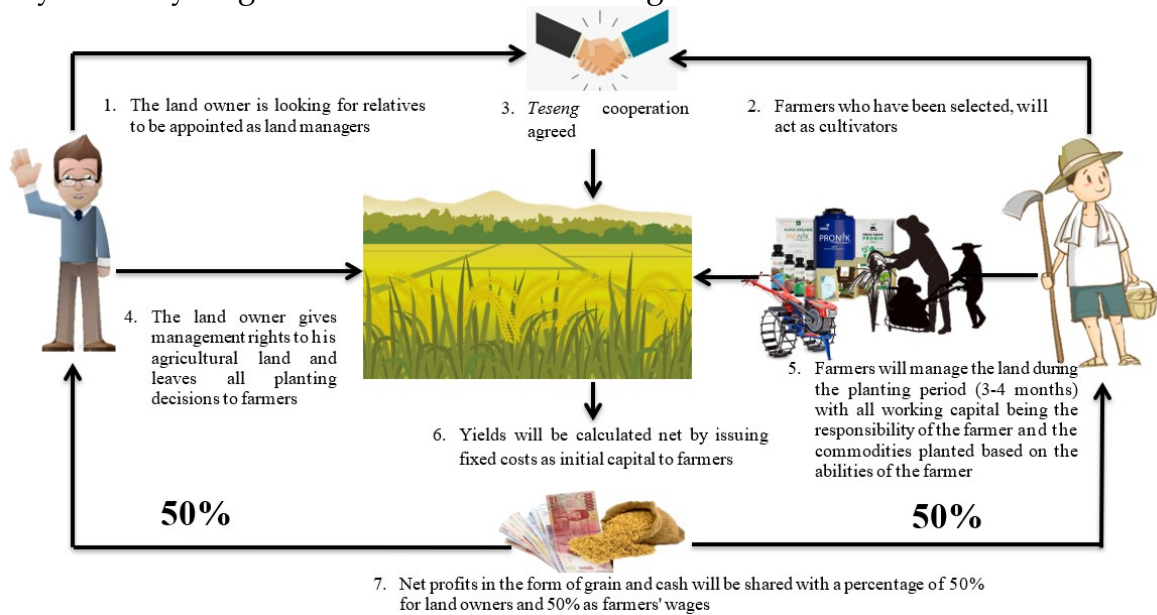 1. The land owner is looking for relatives
to be appointed as land managers
3. Teseng cooperation
agreed
2. Farmers who have been selected, will
act as cultivators
PRONIK
PRONIK
4. The land owner gives
management rights to his
agricultural land and
leaves all planting
decisions to farmers
5. Farmers will manage the land during
the planting period (3-4 months)
with all working capital being the
responsibility of the farmer and the
commodities planted based on the
abilities of the farmer
6. Yields will be calculated net by issuing
fixed costs as initial capital to farmers
50%
50%
7. Net profits in the form of grain and cash will be shared with a percentage of 50%
for land owners and 50% as farmers' wages